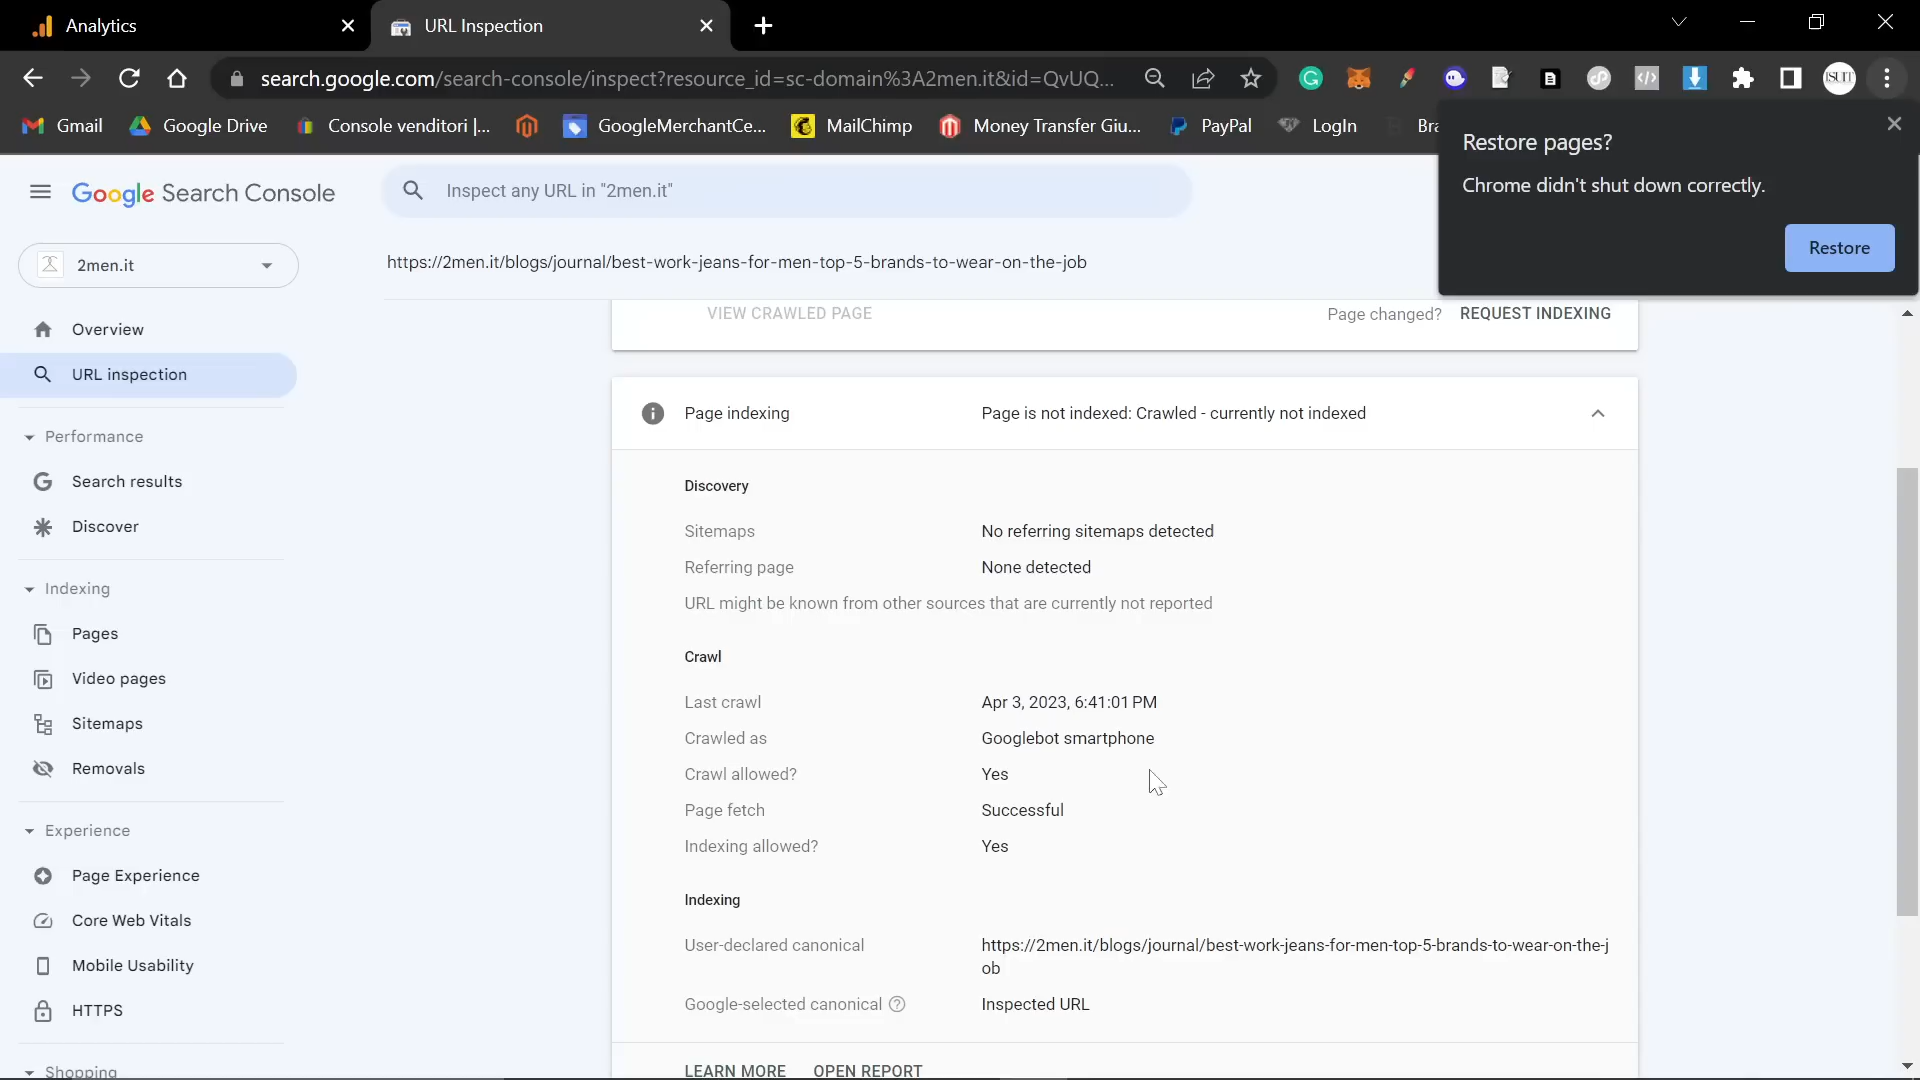 Analytics
URL Inspection
search.google.com/search-console/inspect?resource_id=sc-domain%3A2men.it&id=QvUQ...
Gmail
Google Drive
Console venditori |...
GoogleMerchantCe...
MailChimp
Money Transfer Giu...
PayPal
LogIn
Bra
Restore pages?
Chrome didn't shut down correctly.
Restore
Google Search Console
Inspect any URL in "2men.it"
2men.it
https://2men.it/blogs/journal/best-work-jeans-for-men-top-5-brands-to-wear-on-the-job
Overview
URL inspection
Performance
Search results
Discover
Indexing
Pages
Video pages
Sitemaps
Removals
Experience
Page Experience
Core Web Vitals
Mobile Usability
HTTPS
Shopping
VIEW CRAWLED PAGE
Page changed? REQUEST INDEXING
Page indexing
Page is not indexed: Crawled - currently not indexed
Discovery
Sitemaps
No referring sitemaps detected
Referring page
None detected
URL might be known from other sources that are currently not reported
Crawl
Last crawl
Apr 3, 2023, 6:41:01 PM
Crawled as
Googlebot smartphone
Crawl allowed?
Yes
Page fetch
Successful
Indexing allowed?
Yes
Indexing
User-declared canonical
https://2men.it/blogs/journal/best-work-jeans-for-men-top-5-brands-to-wear-on-the-j
ob
Google-selected canonical
Inspected URL
LEARN MORE
OPEN REPORT